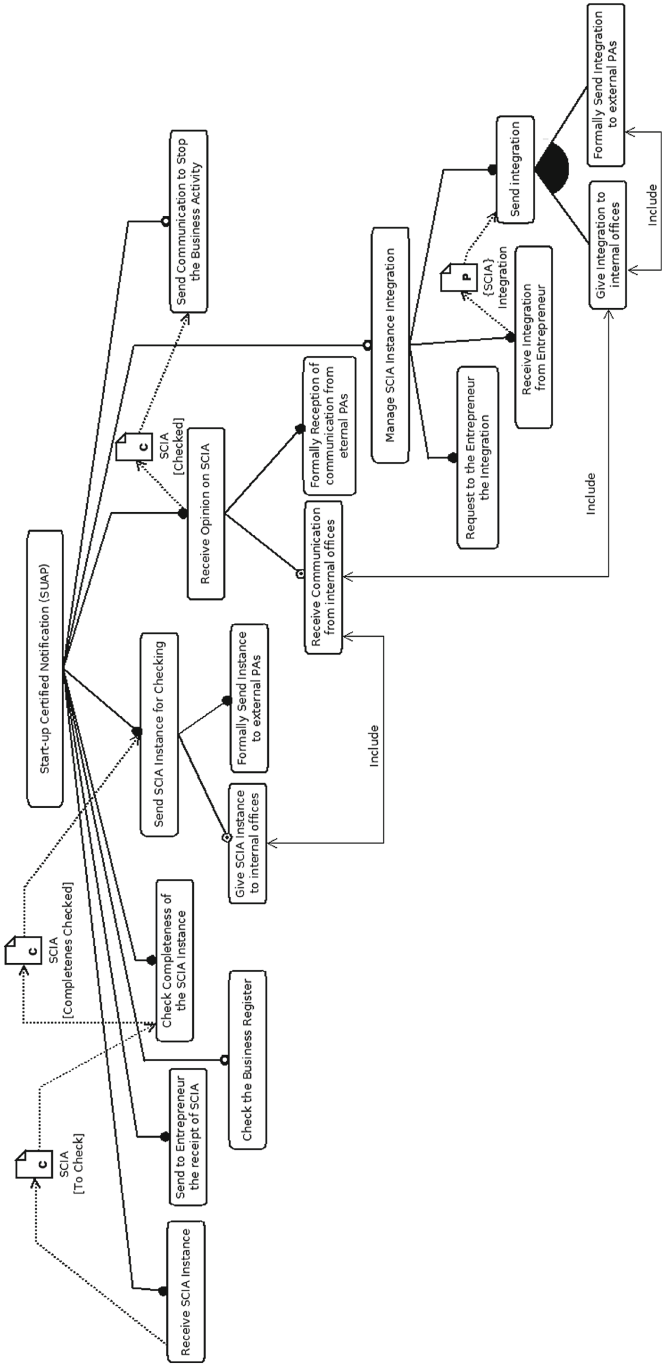 Start-up Certified Notification (SUAP)
C
SCIA
[To Check]
C
SCIA
[Completenes Checked]
C
SCIA
[Checked]
Receive SCIA Instance
Send to Entrepreneur
the receipt of SCIA
Check the Business Register
Check Completeness of
the SCIA Instance
Send SCIA Instance for Checking
Give SCIA Instance
to internal offices
Formally Send Instance
to external PAs
Include
Receive Opinion on SCIA
Receive Communication
from internal offices
Formally Reception of
communication from
eternal PAs
Send Communication to Stop
the Business Activity
Manage SCIA Instance Integration
Request to the Entrepreneur
the Integration
Receive Integration
from Entrepreneur
P
{SCIA}
Integration
Send integration
Give Integration to
internal offices
Formally Send Integration
to external PAs
Include
Include